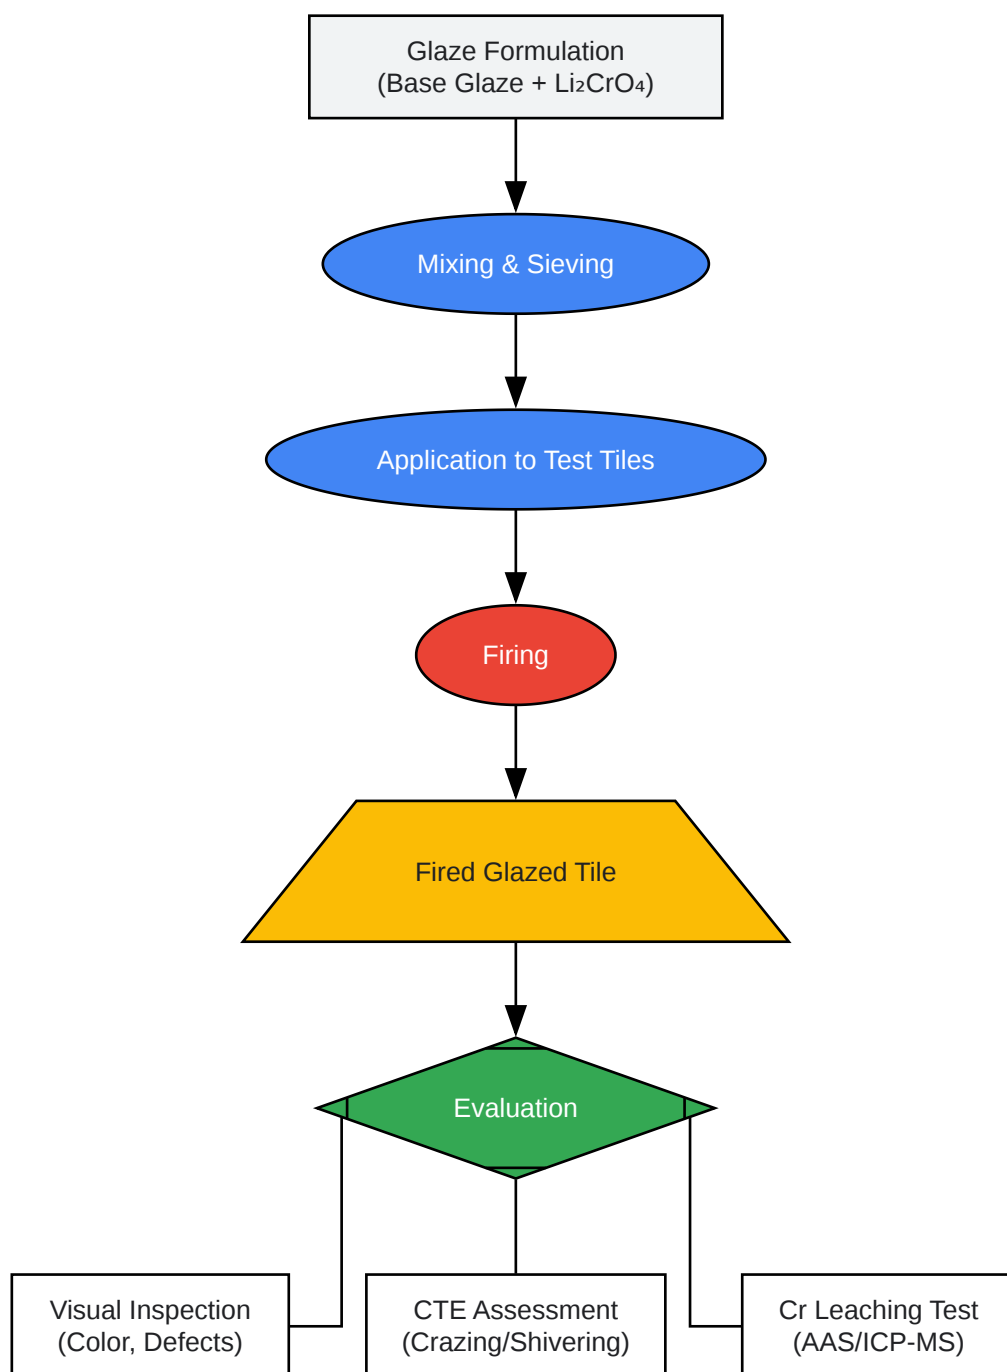 Glaze Formulation
(Base Glaze + Li₂CrO₄)
Mixing & Sieving
Application to Test Tiles
Firing
Fired Glazed Tile
Evaluation
Visual Inspection
(Color, Defects)
CTE Assessment
(Crazing/Shivering)
Cr Leaching Test
(AAS/ICP-MS)